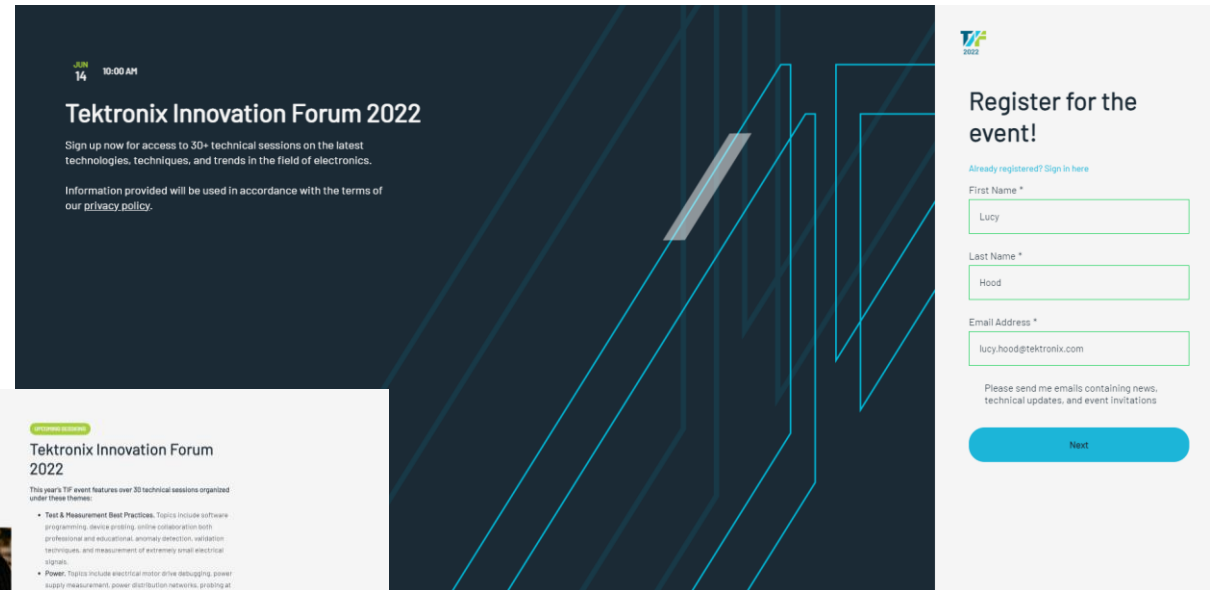 JUN
14
10:00 AM
Tektronix Innovation Forum 2022
Sign up now for access to 30+ technical sessions on the latest
technologies, techniques, and trends in the field of electronics.
Information provided will be used in accordance with the terms of
our privacy policy.
TIF
2022
Register for the
event!
Already registered? Sign in here
First Name *
Lucy
Last Name *
Hood
Email Address *
lucy.hood@tektronix.com
Please send me emails containing news,
technical updates, and event invitations
Next
UPCOMING SESSIONS
Tektronix Innovation Forum
2022
This year's TIF event features over 30 technical sessions organized
under these themes:
• Test & Measurement Best Practices. Topics include software
programming, device probing, online collaboration both
professional and educational, anomaly detection, validation
techniques, and measurement of extremely small electrical
signals.
• Power. Topics include electrical motor drive debugging, power
supply measurement, power distribution networks, probing at